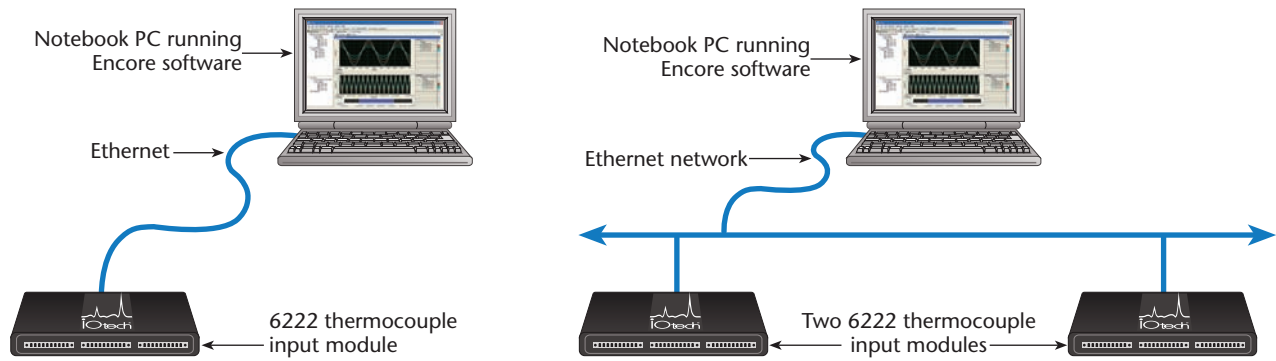 Notebook PC running
Encore software
Ethernet
6222 thermocouple
input module
iOtech
Notebook PC running
Encore software
Ethernet network
Two 6222 thermocouple
input modules
iOtech
iOtech